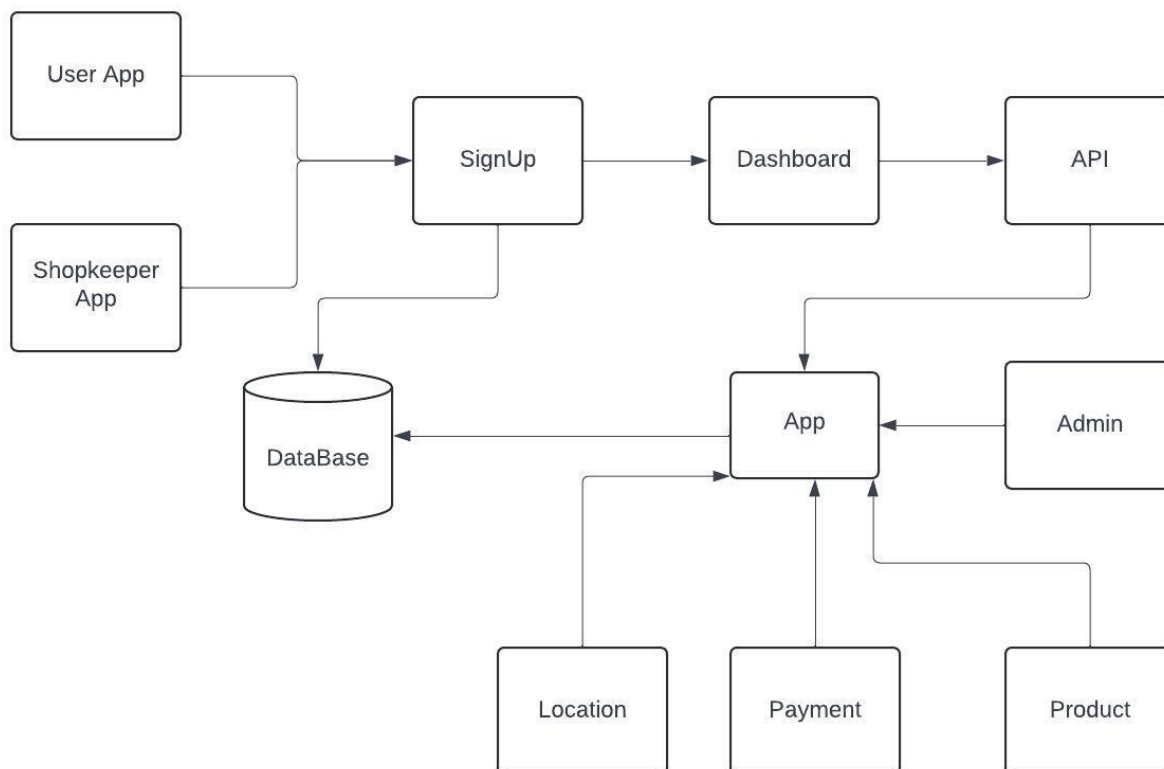 User App
SignUp
Dashboard
API
Shopkeeper
App
App
Admin
DataBase
Location
Payment
Product